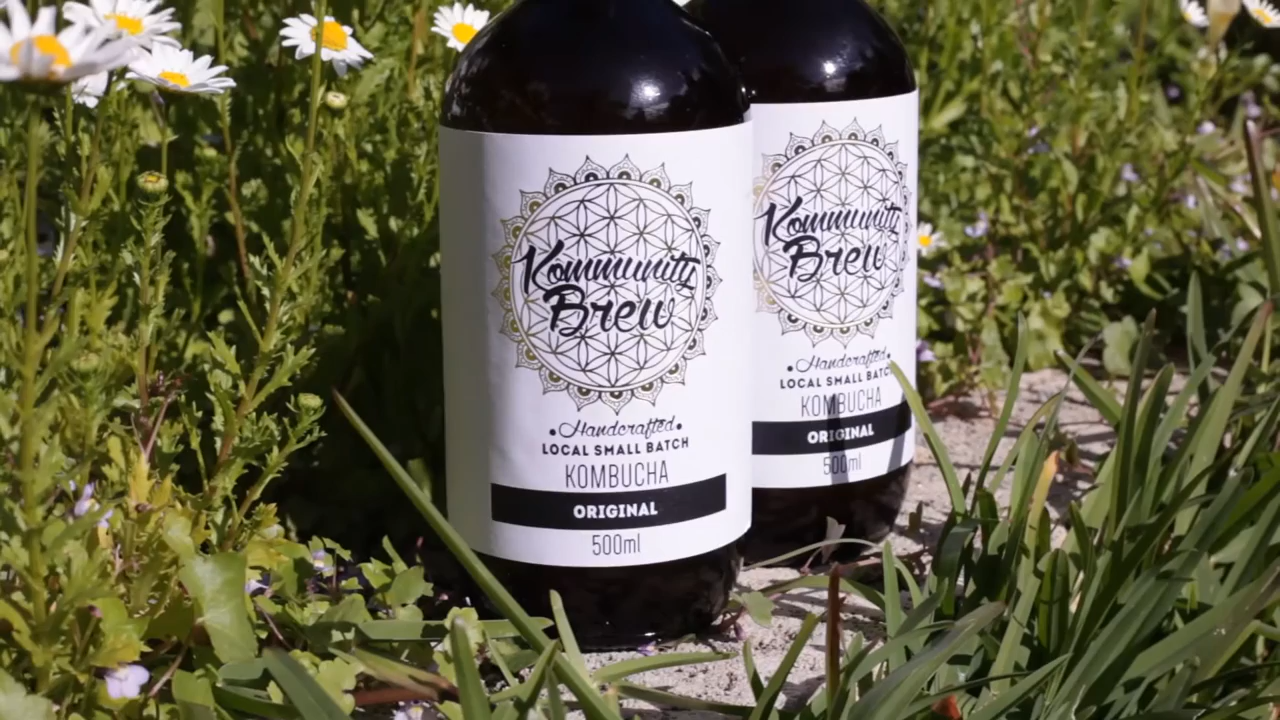 Kommunity
Brew
•Handcrafted•
LOCAL SMALL BATCH
KOMBUCHA
ORIGINAL
500ml
Kommunity
Brew
•Handcrafted•
LOCAL SMALL BATCH
KOMBUCHA
ORIGINAL
500ml